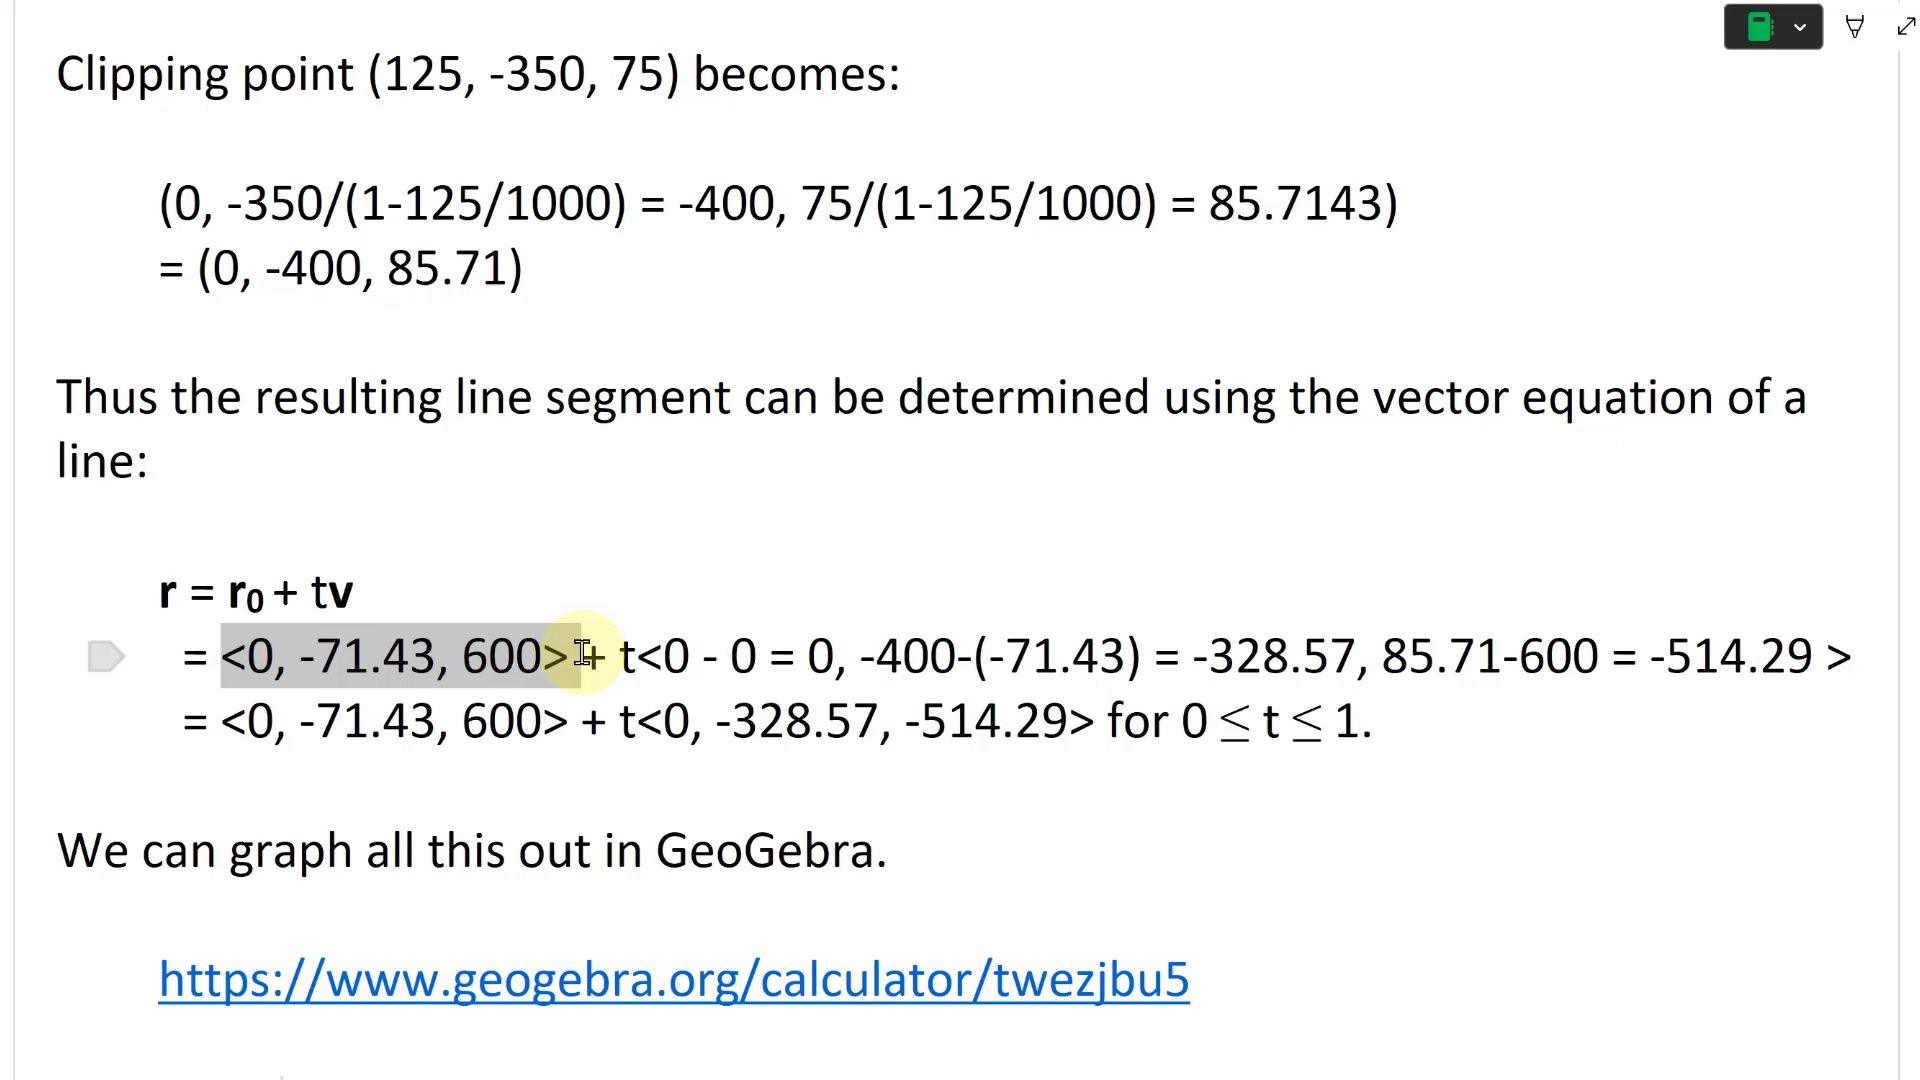 Clipping point (125, -350, 75) becomes:
(0, -350/(1-125/1000) = -400, 75/(1-125/1000) = 85.7143)
= (0, -400, 85.71)
Thus the resulting line segment can be determined using the vector equation of a
line:
r = r₀ + tv
= <0, -71.43, 600> + t<0 - 0 = 0, -400-(-71.43) = -328.57, 85.71-600 = -514.29 >
= <0, -71.43, 600> + t<0, -328.57, -514.29> for 0 ≤ t ≤ 1.
We can graph all this out in GeoGebra.
https://www.geogebra.org/calculator/twezjbu5